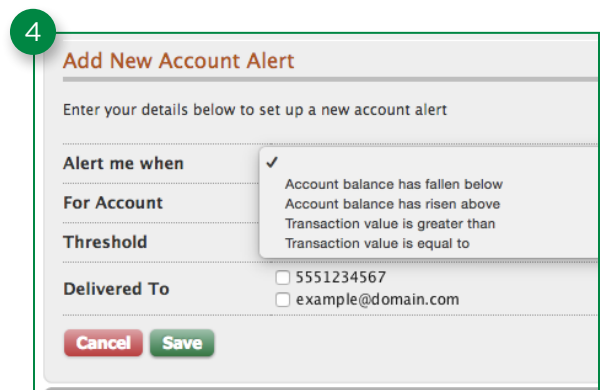 4
Add New Account Alert
Enter your details below to set up a new account alert
Alert me when
✓
Account balance has fallen below
For Account
Account balance has risen above
Transaction value is greater than
Threshold
Transaction value is equal to
Delivered To
5551234567
example@domain.com
Cancel Save